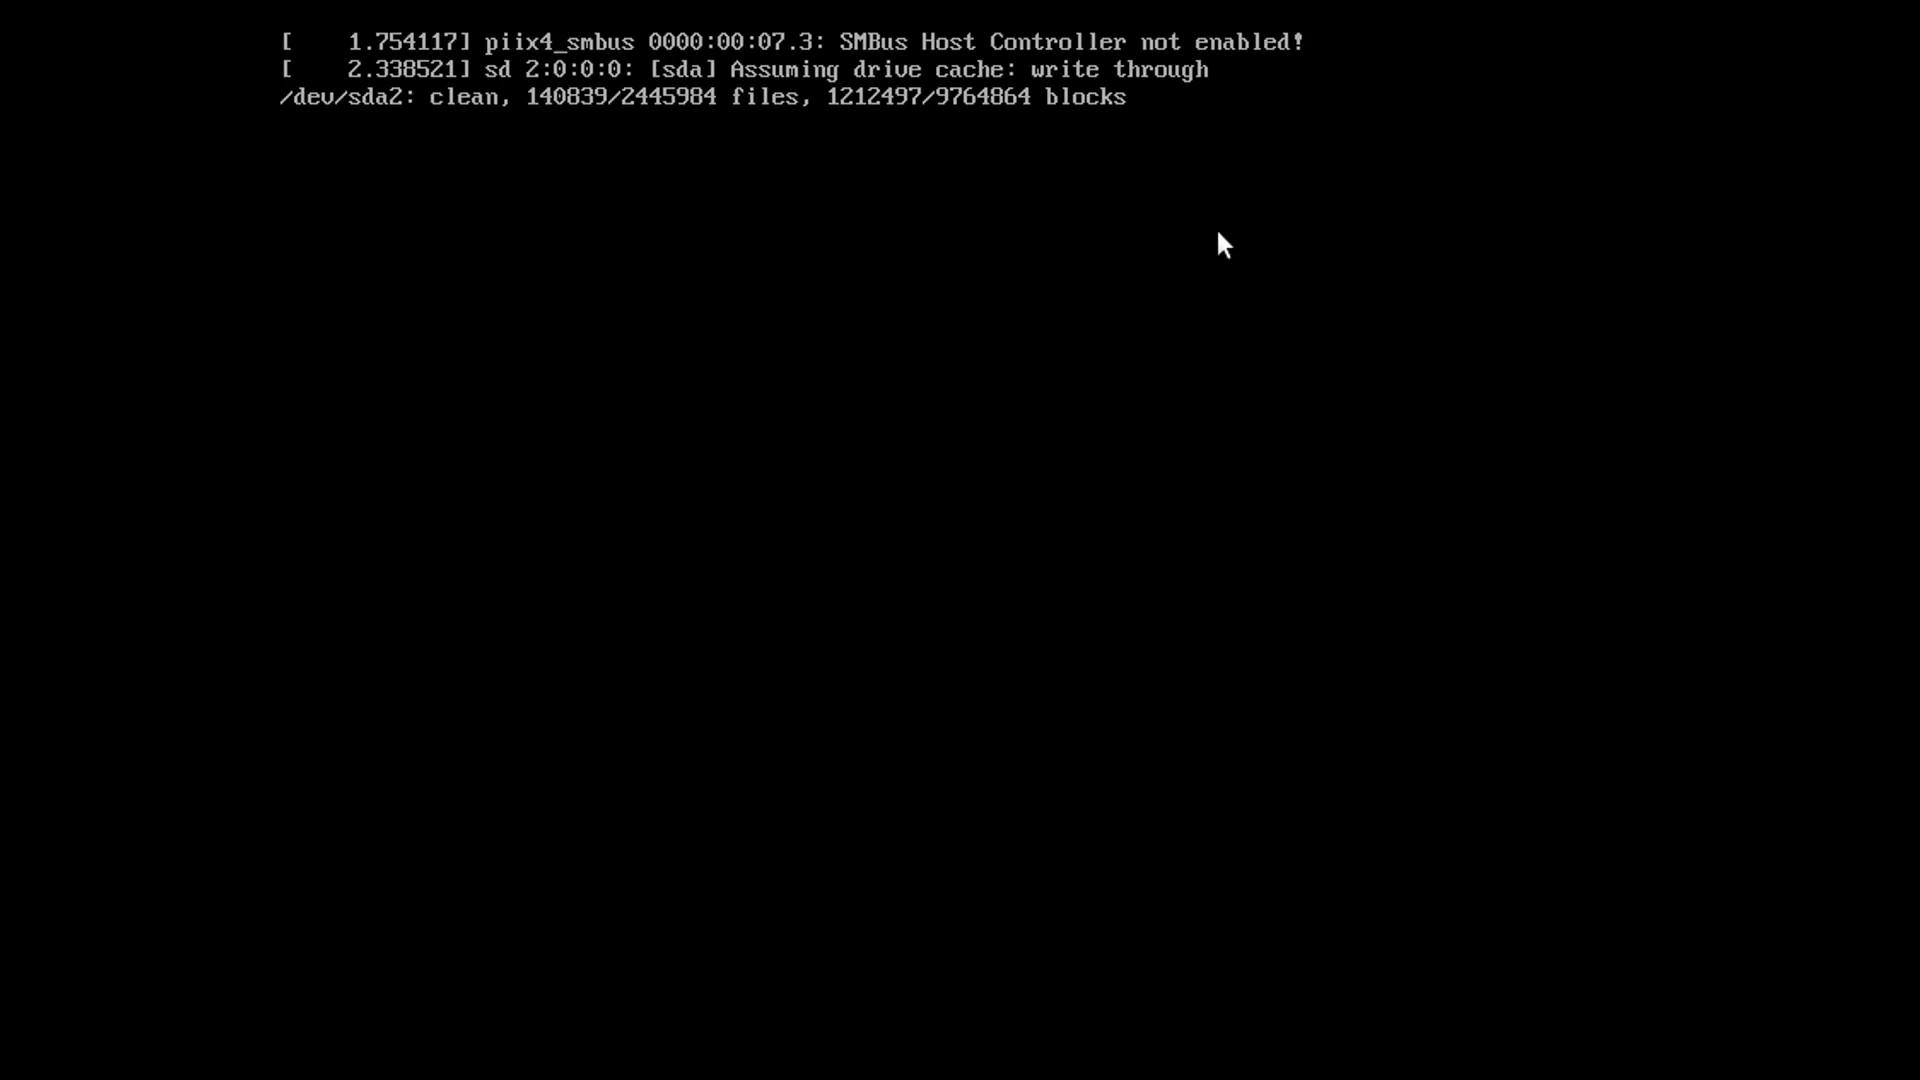 [    1.754117] piix4_smbus 0000:00:07.3: SMBus Host Controller not enabled!
[    2.338521] sd 2:0:0:0: [sda] Assuming drive cache: write through
/dev/sda2: clean, 140839/2445984 files, 1212497/9764864 blocks